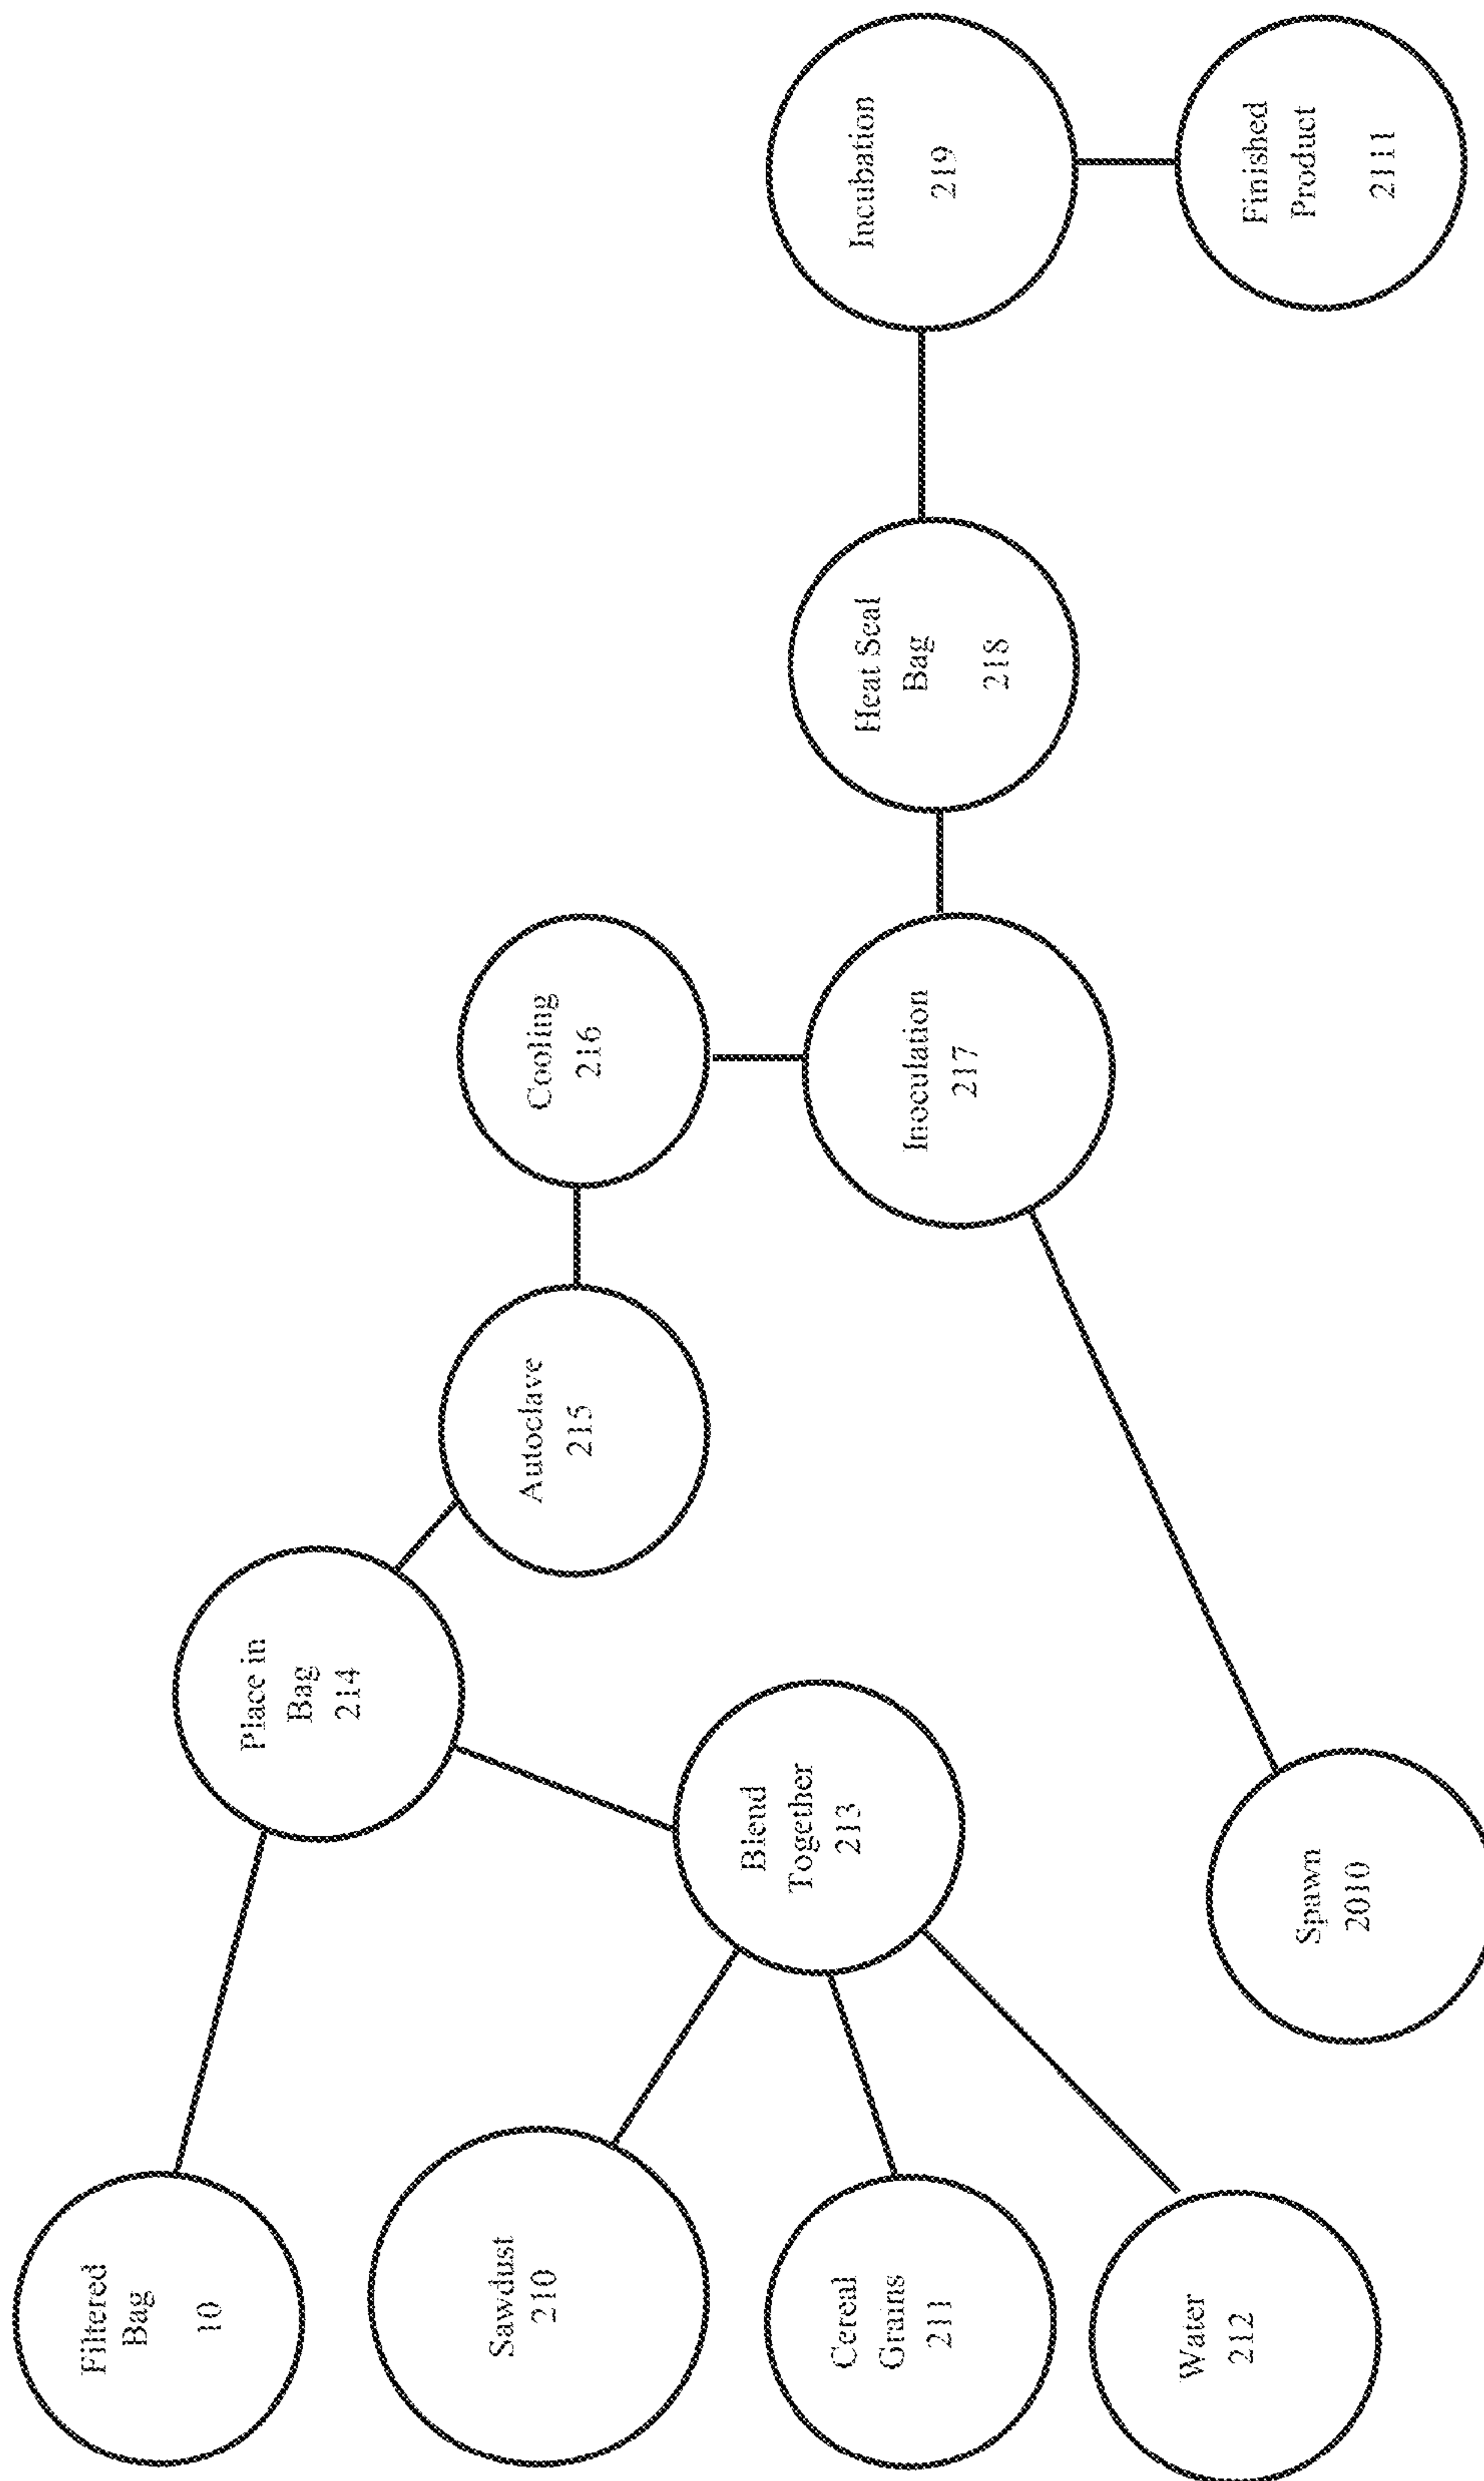 Filtered
Bag
10
Sawdust
210
Cereal
Grains
211
Water
212
Place in
Bag
214
Blend
Together
213
Spawn
2010
Autoclave
215
Cooling
216
Inoculation
217
Heat Seal
Bag
218
Incubation
219
Finished
Product
2111